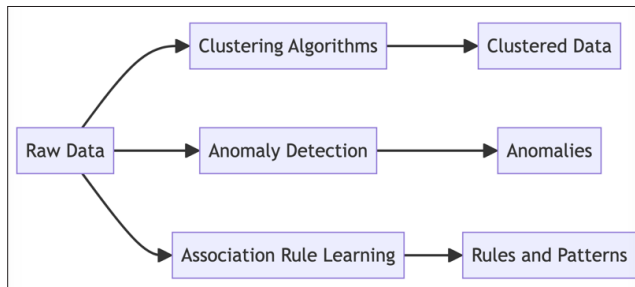 Clustering Algorithms
Clustered Data
Raw Data
Anomaly Detection
Anomalies
Association Rule Learning
Rules and Patterns